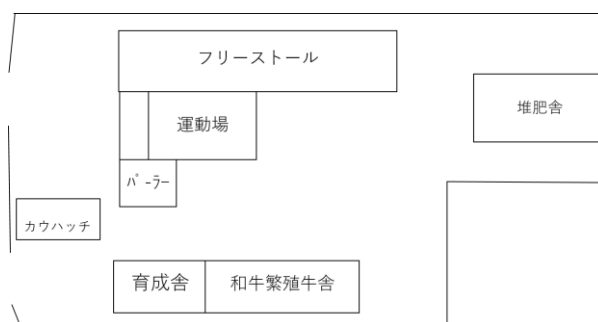 フリーストール
運動場
堆肥舎
ﾊﾟ-ﾗｰ
カウハッチ
育成舎
和牛繁殖牛舎